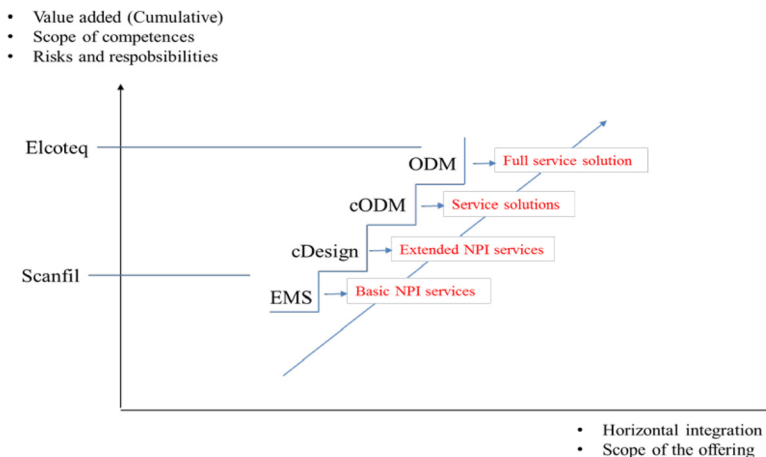 • Value added (Cumulative)
• Scope of competences
• Risks and respobsibilities
Elcoteq
ODM
Full service solution
cODM
Service solutions
cDesign
Extended NPI services
Scanfil
EMS
Basic NPI services
• Horizontal integration
• Scope of the offering